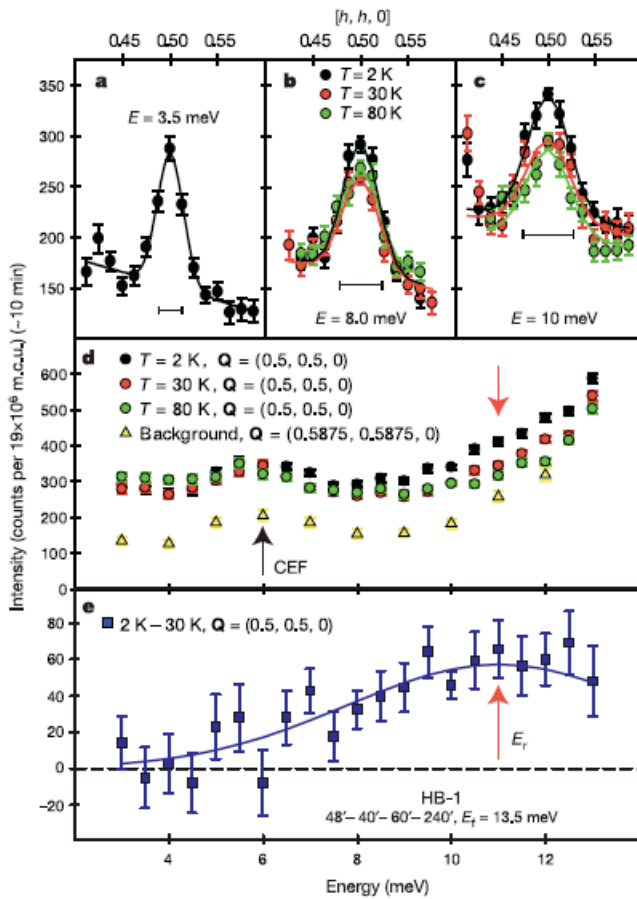 [h, h, 0]
0.45 0.50 0.55 0.45 0.50 0.55 0.45 0.50 0.55
a
E = 3.5 meV
b
T = 2 K
T = 30 K
T = 80 K
E = 8.0 meV
c
E = 10 meV
350
300
250
200
150
Intensity (counts per 19×10⁶ m.c.u.) (~10 min)
d
T = 2 K, Q = (0.5, 0.5, 0)
T = 30 K, Q = (0.5, 0.5, 0)
T = 80 K, Q = (0.5, 0.5, 0)
Background, Q = (0.5875, 0.5875, 0)
CEF
600
500
400
300
200
100
0
e
2 K – 30 K, Q = (0.5, 0.5, 0)
Er
HB-1
48′– 40′– 60′– 240′, Ef = 13.5 meV
80
60
40
20
0
–20
4 6 8 10 12
Energy (meV)